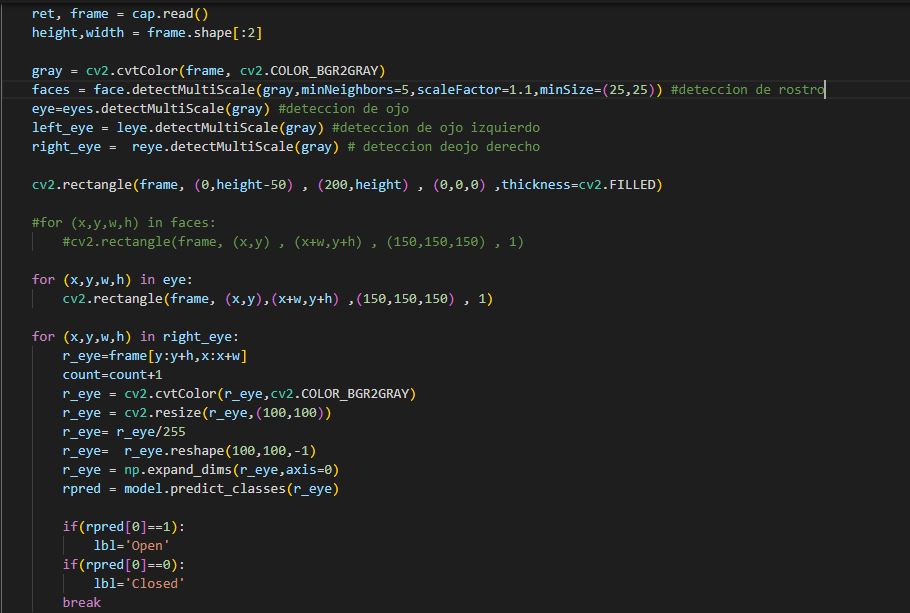 ret, frame = cap.read()
height,width = frame.shape[:2]
gray = cv2.cvtColor(frame, cv2.COLOR_BGR2GRAY)
faces = face.detectMultiScale(gray,minNeighbors=5,scaleFactor=1.1,minSize=(25,25)) #deteccion de rostro
eye=eyes.detectMultiScale(gray) #deteccion de ojo
left_eye = leye.detectMultiScale(gray) #deteccion de ojo izquierdo
right_eye =  reye.detectMultiScale(gray) # deteccion deojo derecho
cv2.rectangle(frame, (0,height-50) , (200,height) , (0,0,0) ,thickness=cv2.FILLED)
#for (x,y,w,h) in faces:
    #cv2.rectangle(frame, (x,y) , (x+w,y+h) , (150,150,150) , 1)
for (x,y,w,h) in eye:
    cv2.rectangle(frame, (x,y),(x+w,y+h) ,(150,150,150) , 1)
for (x,y,w,h) in right_eye:
    r_eye=frame[y:y+h,x:x+w]
    count=count+1
    r_eye = cv2.cvtColor(r_eye,cv2.COLOR_BGR2GRAY)
    r_eye = cv2.resize(r_eye,(100,100))
    r_eye= r_eye/255
    r_eye=  r_eye.reshape(100,100,-1)
    r_eye = np.expand_dims(r_eye,axis=0)
    rpred = model.predict_classes(r_eye)
    if(rpred[0]==1):
        lbl='Open'
    if(rpred[0]==0):
        lbl='Closed'
    break